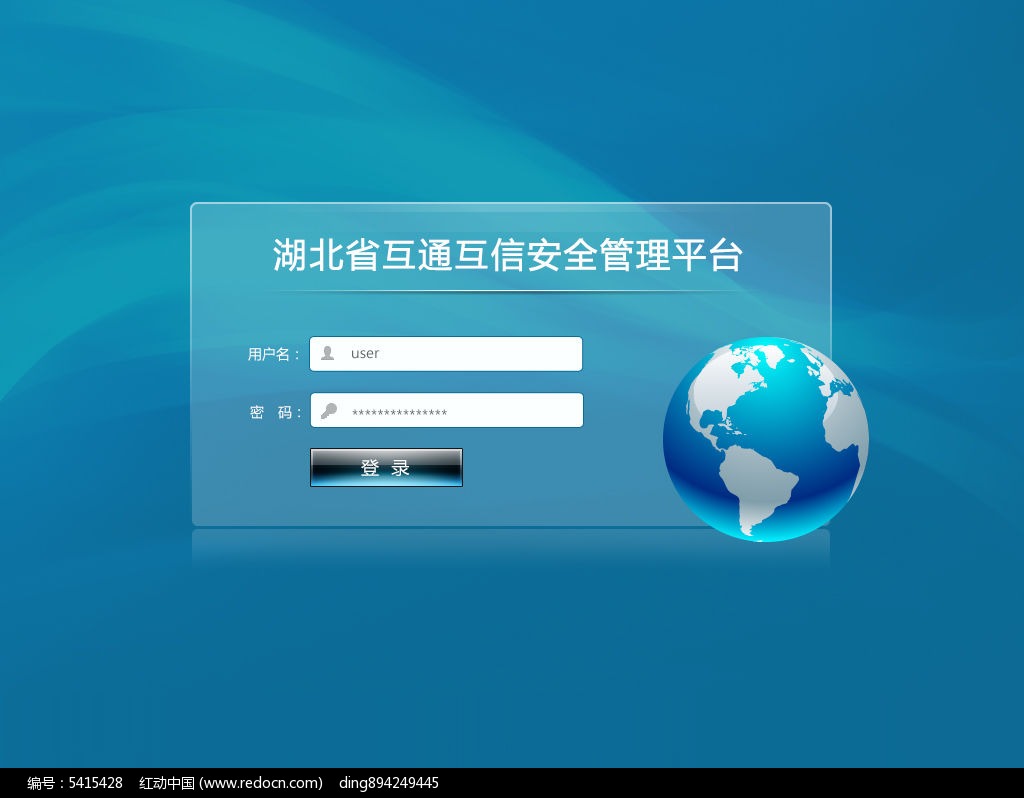 湖北省互通互信安全管理平台
用户名： user
密 码： ***************
登 录
编号：5415428 红动中国 (www.redocn.com) ding894249445